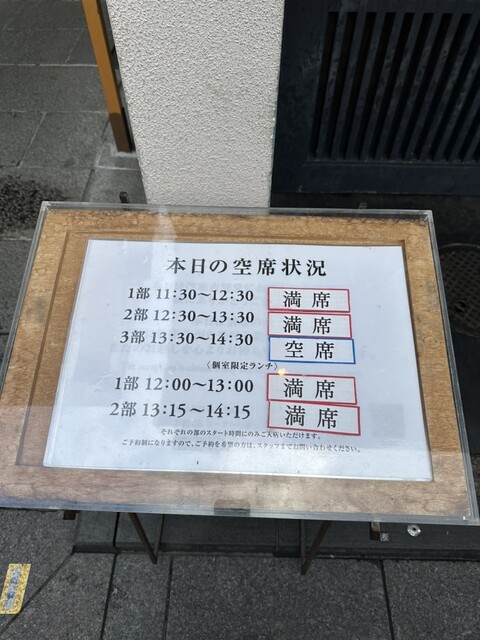 本日の空席状況
1部 11:30〜12:30 満席
2部 12:30〜13:30 満席
3部 13:30〜14:30 空席
〈個室限定ランチ〉
1部 12:00〜13:00 満席
2部 13:15〜14:15 満席
それぞれの部のスタート時間にのみご入店いただけます。
ご予約制になりますので、ご予約を希望の方は、スタッフまでお問い合わせください。